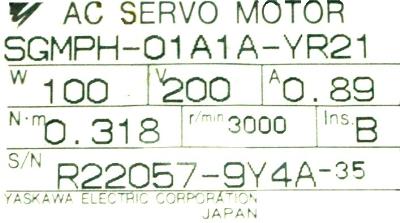 AC SERVO MOTOR
SGMPH-01A1A-YR21
W 100 V 200 A 0.89
N·m 0.318 r/min 3000 Ins. B
S/N R22057-9Y4A-35
YASKAWA ELECTRIC CORPORATION
JAPAN